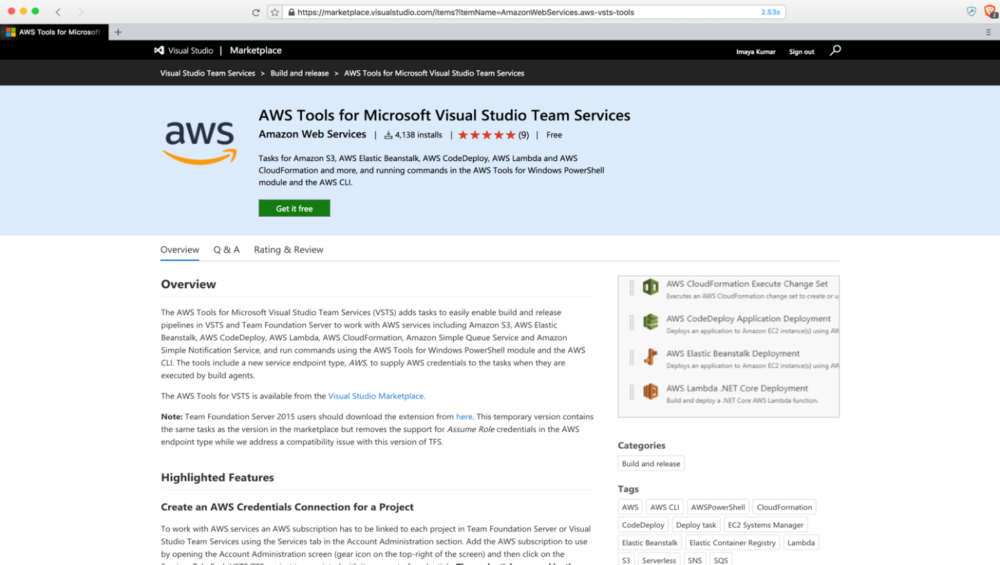 https://marketplace.visualstudio.com/items?itemName=AmazonWebServices.aws-vsts-tools
2.53s
2
AWS Tools for Microsoft
Visual Studio | Marketplace
Imaya Kumar
Sign out
Visual Studio Team Services > Build and release > AWS Tools for Microsoft Visual Studio Team Services
aws
AWS Tools for Microsoft Visual Studio Team Services
Amazon Web Services | 4,138 installs | (9) | Free
Tasks for Amazon S3, AWS Elastic Beanstalk, AWS CodeDeploy, AWS Lambda and AWS
CloudFormation and more, and running commands in the AWS Tools for Windows PowerShell
module and the AWS CLI.
Get it free
Overview
Q & A
Rating & Review
Overview
The AWS Tools for Microsoft Visual Studio Team Services (VSTS) adds tasks to easily enable build and release
pipelines in VSTS and Team Foundation Server to work with AWS services including Amazon S3, AWS Elastic
Beanstalk, AWS CodeDeploy, AWS Lambda, AWS CloudFormation, Amazon Simple Queue Service and Amazon
Simple Notification Service, and run commands using the AWS Tools for Windows PowerShell module and the AWS
CLI. The tools include a new service endpoint type, AWS, to supply AWS credentials to the tasks when they are
executed by build agents.
The AWS Tools for VSTS is available from the Visual Studio Marketplace.
Note: Team Foundation Server 2015 users should download the extension from here. This temporary version contains
the same tasks as the version in the marketplace but removes the support for Assume Role credentials in the AWS
endpoint type while we address a compatibility issue with this version of TFS.
Highlighted Features
Create an AWS Credentials Connection for a Project
To work with AWS services an AWS subscription has to be linked to each project in Team Foundation Server or Visual
Studio Team Services using the Services tab in the Account Administration section. Add the AWS subscription to use
by opening the Account Administration screen (gear icon on the top-right of the screen) and then click on the
AWS CloudFormation Execute Change Set
Executes an AWS CloudFormation change set to create or u
AWS CodeDeploy Application Deployment
Deploys an application to Amazon EC2 instance(s) using AW
AWS Elastic Beanstalk Deployment
Deploys an application to Amazon EC2 instance(s) using AW
AWS Lambda .NET Core Deployment
Build and deploy a .NET Core AWS Lambda function.
Categories
Build and release
Tags
AWS
AWS CLI
AWSPowerShell
CloudFormation
CodeDeploy
Deploy task
EC2 Systems Manager
Elastic Beanstalk
Elastic Container Registry
Lambda
S3
Serverless
SNS
SQS